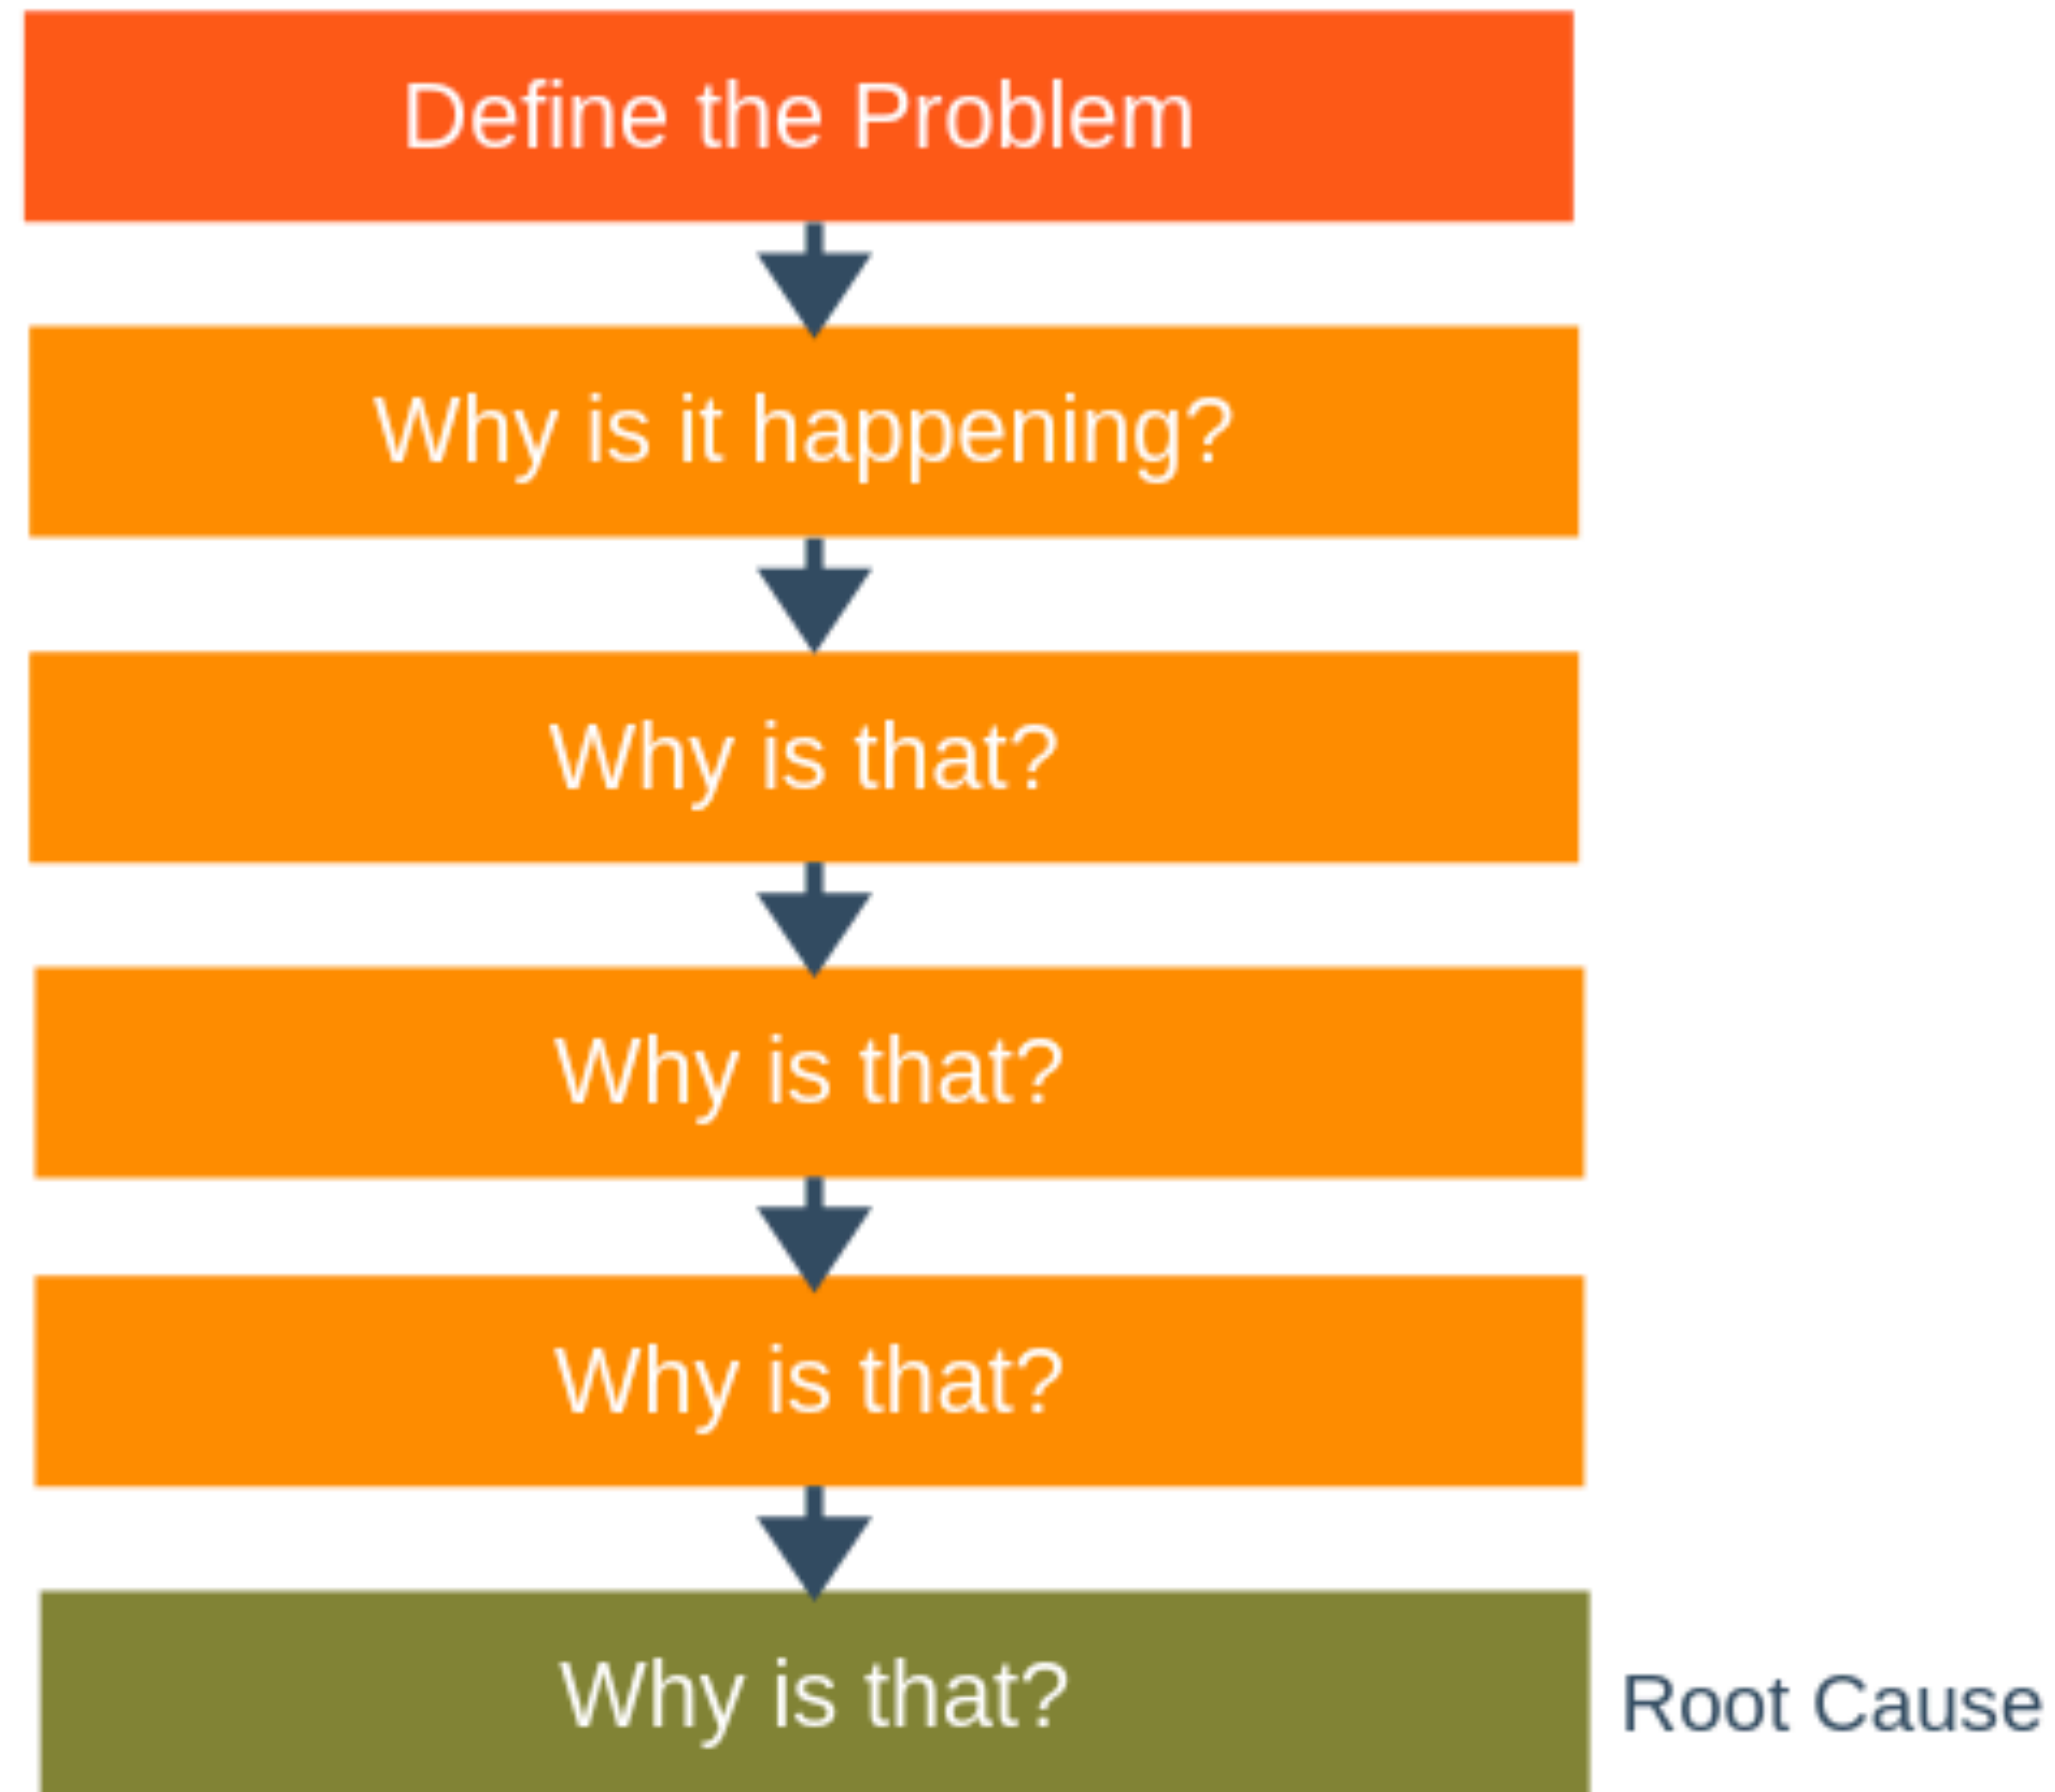 Define the Problem
Why is it happening?
Why is that?
Why is that?
Why is that?
Why is that?
Root Cause